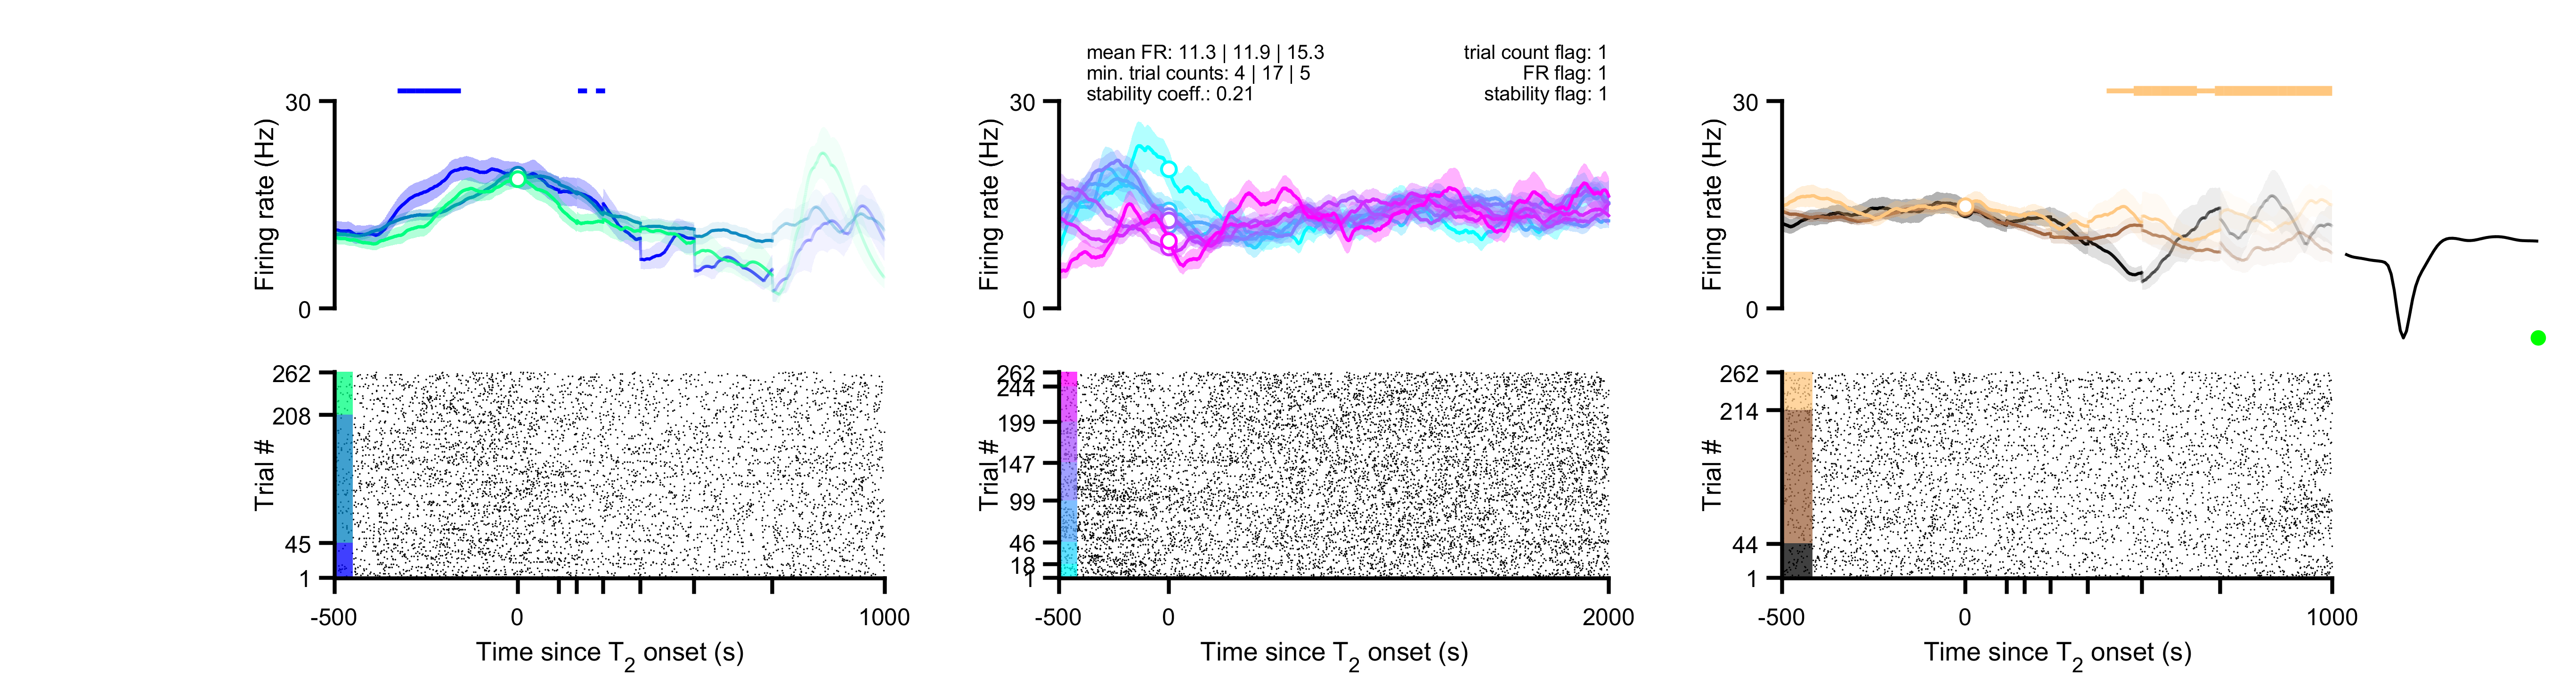 mean FR: 11.3 | 11.9 | 15.3
min. trial counts: 4 | 17 | 5
stability coeff.: 0.21
trial count flag: 1
FR flag: 1
stability flag: 1
30
0
Firing rate (Hz)
30
0
Firing rate (Hz)
30
0
Firing rate (Hz)
262
208
45
1
Trial #
-500
0
1000
Time since T2 onset (s)
262
244
199
147
99
46
18
1
Trial #
-500
0
2000
Time since T2 onset (s)
262
214
44
1
Trial #
-500
0
1000
Time since T2 onset (s)